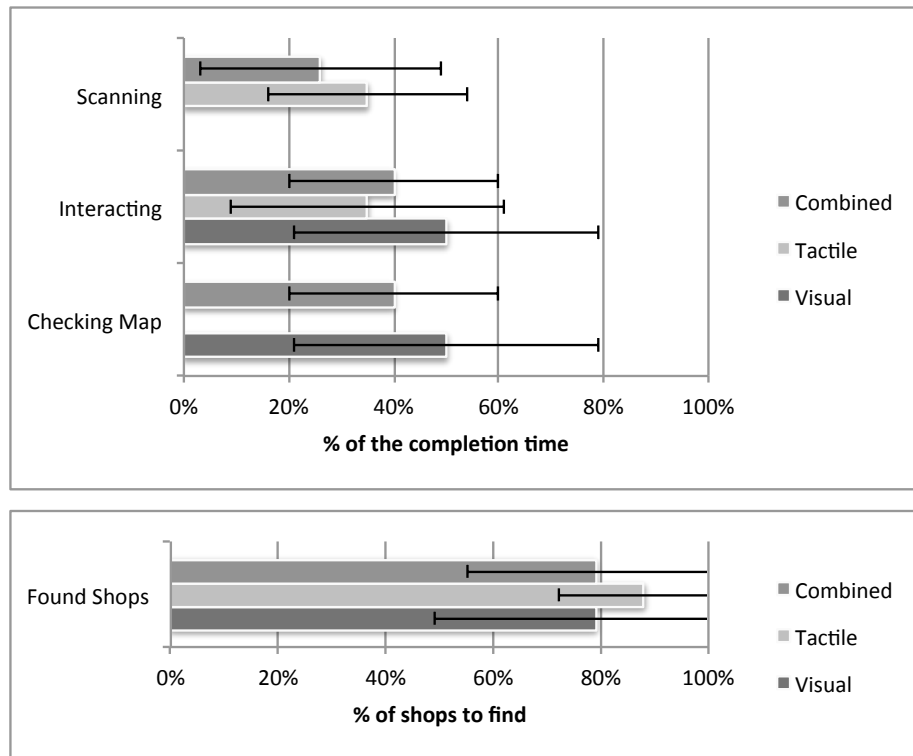 Scanning
Interacting
Checking Map
Combined
Tactile
Visual
0% 20% 40% 60% 80% 100%
% of the completion time
Found Shops
Combined
Tactile
Visual
0% 20% 40% 60% 80% 100%
% of shops to find